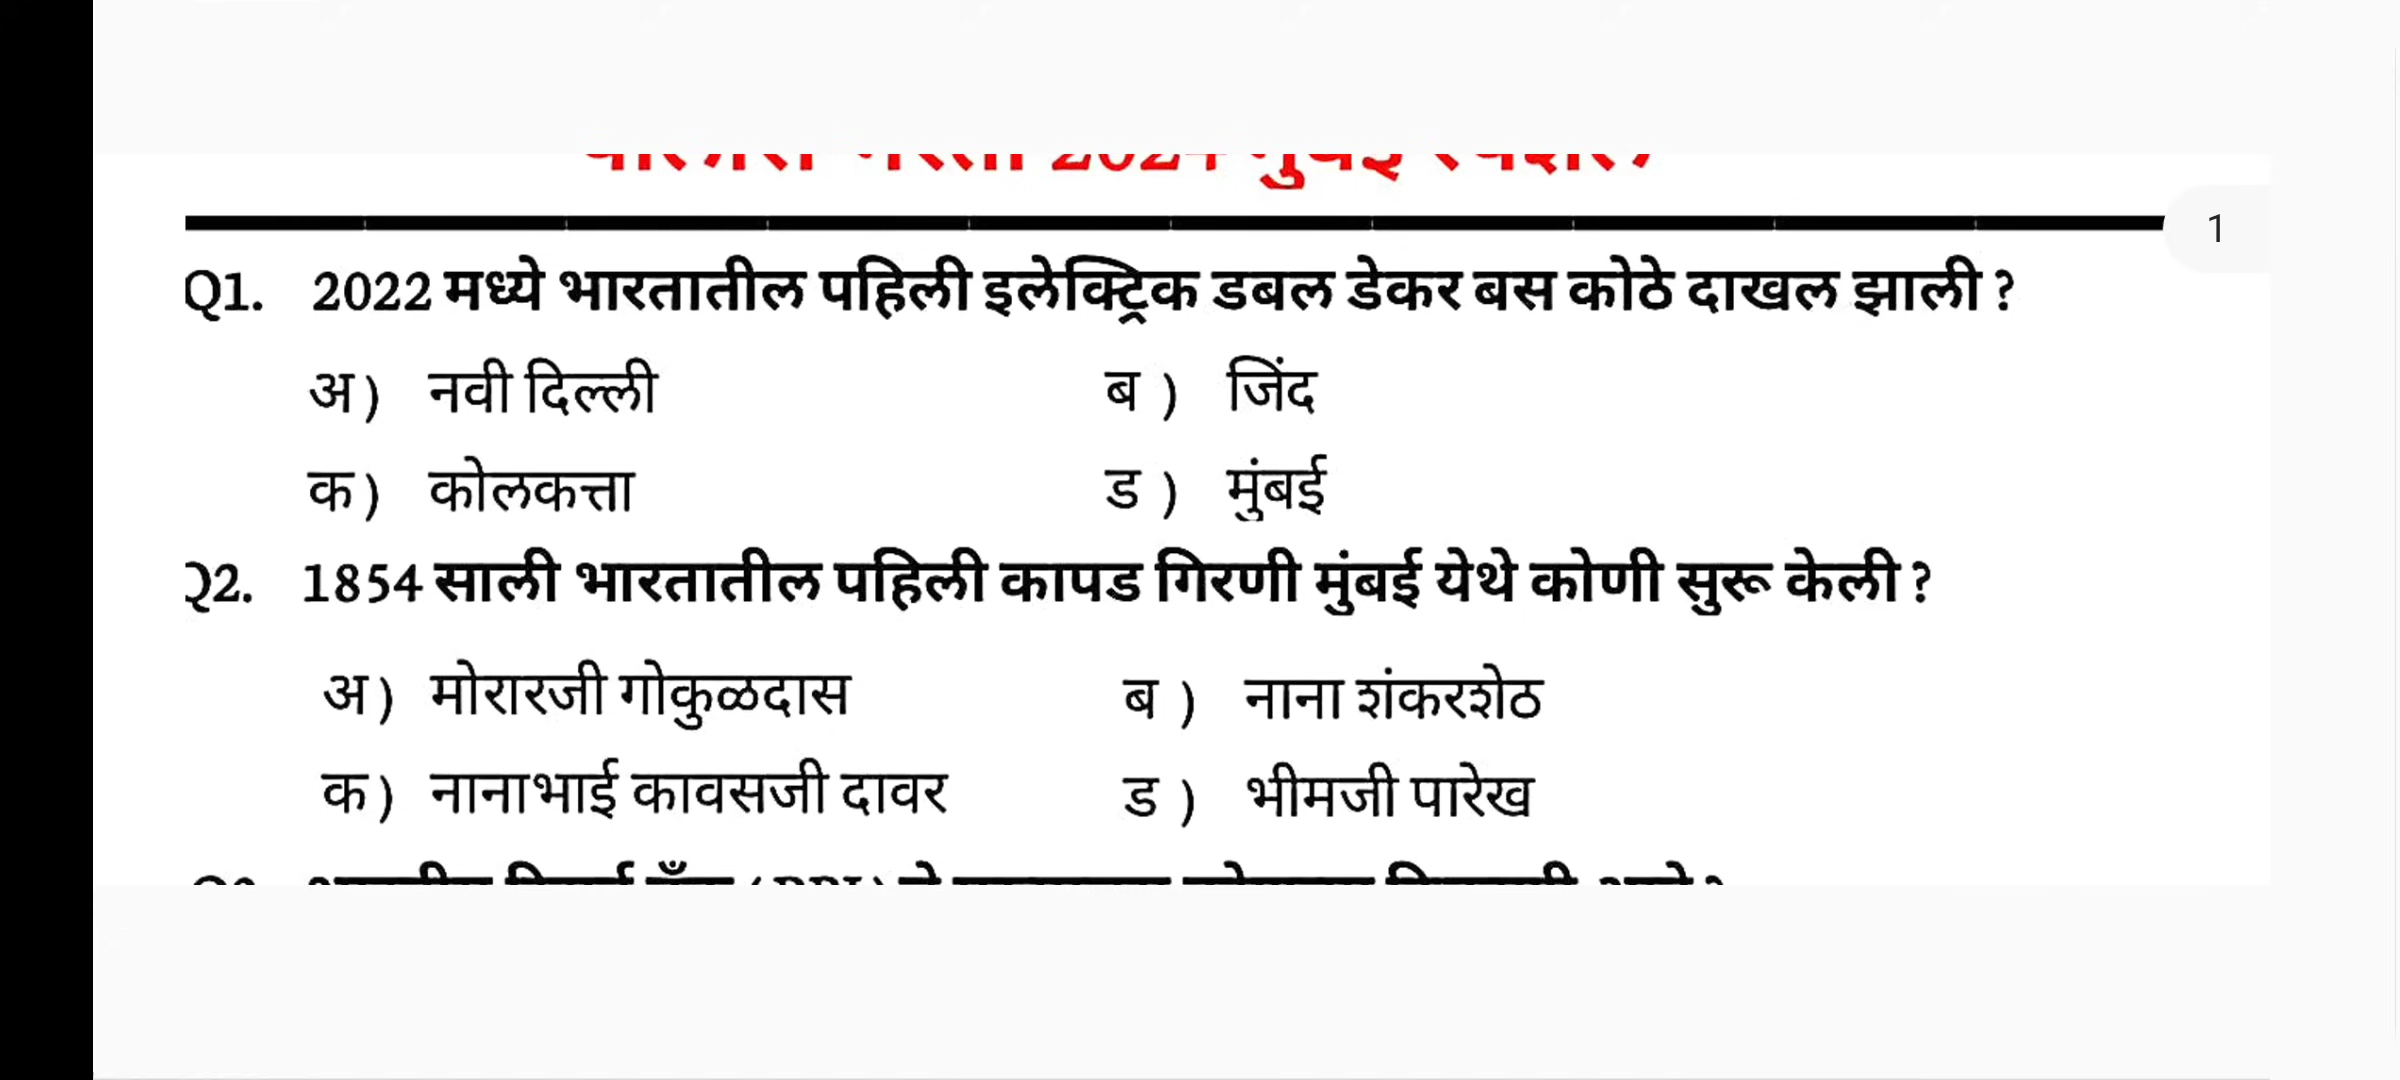 1
Q1. 2022 मध्ये भारतातील पहिली इलेक्ट्रिक डबल डेकर बस कोठे दाखल झाली ?
अ) नवी दिल्ली ब ) जिंद
क) कोलकत्ता ड ) मुंबई
Q2. 1854 साली भारतातील पहिली कापड गिरणी मुंबई येथे कोणी सुरू केली ?
अ) मोरारजी गोकुळदास ब ) नाना शंकरशेठ
क) नानाभाई कावसजी दावर ड ) भीमजी पारेख